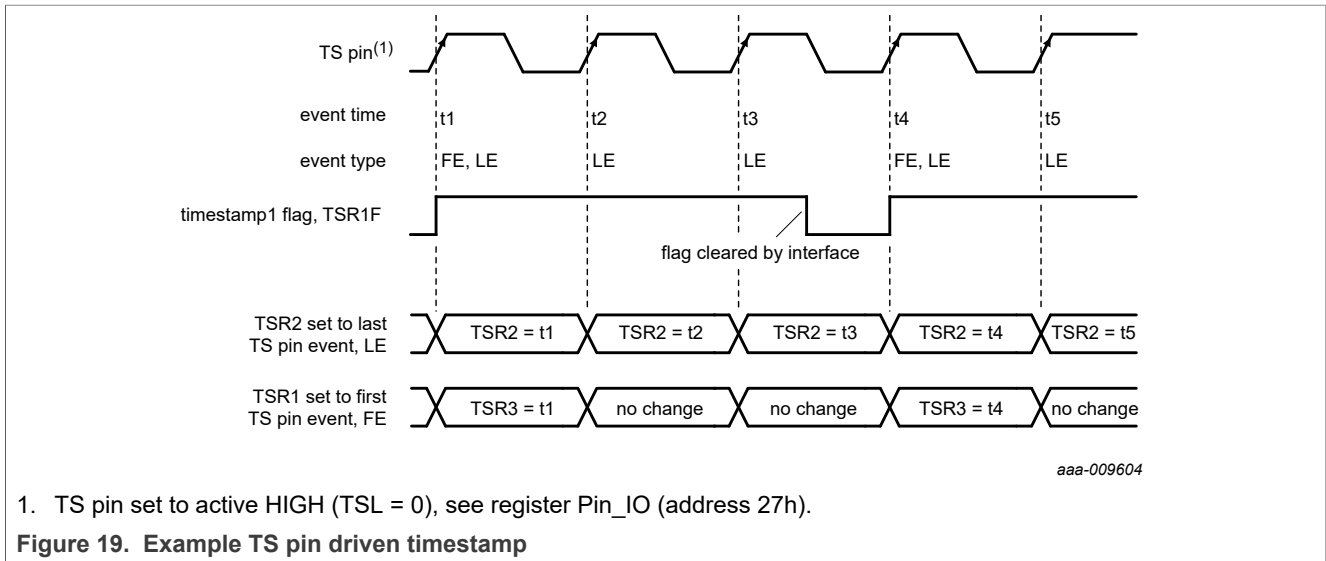 TS pin(1)
event time t1 t2 t3 t4 t5
event type FE, LE LE LE FE, LE LE
timestamp1 flag, TSR1F
flag cleared by interface
TSR2 set to last
TS pin event, LE
TSR2 = t1 TSR2 = t2 TSR2 = t3 TSR2 = t4 TSR2 = t5
TSR1 set to first
TS pin event, FE
TSR3 = t1 no change no change TSR3 = t4 no change
aaa-009604
1. TS pin set to active HIGH (TSL = 0), see register Pin_IO (address 27h).
Figure 19. Example TS pin driven timestamp